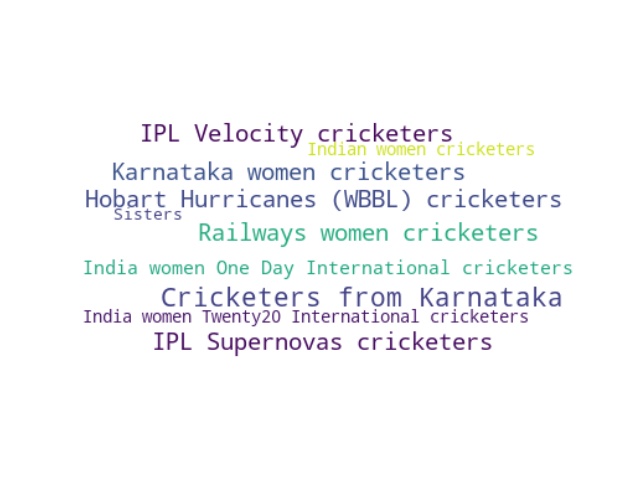 IPL Velocity cricketers
Indian women cricketers
Karnataka women cricketers
Hobart Hurricanes (WBBL) cricketers
Sisters
Railways women cricketers
India women One Day International cricketers
Cricketers from Karnataka
India women Twenty20 International cricketers
IPL Supernovas cricketers